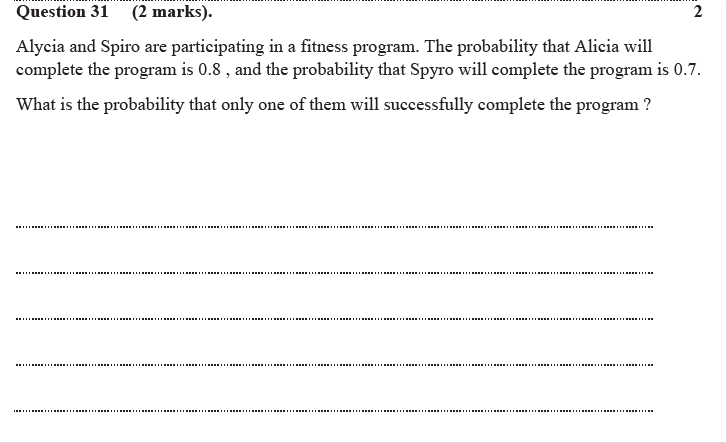 Question 31 (2 marks). 2
Alycia and Spiro are participating in a fitness program. The probability that Alicia will
complete the program is 0.8 , and the probability that Spyro will complete the program is 0.7.
What is the probability that only one of them will successfully complete the program ?